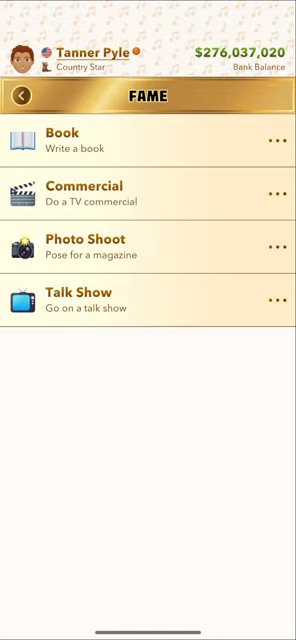 Tanner Pyle
Country Star
$276,037,020
Bank Balance
FAME
Book
Write a book
Commercial
Do a TV commercial
Photo Shoot
Pose for a magazine
Talk Show
Go on a talk show